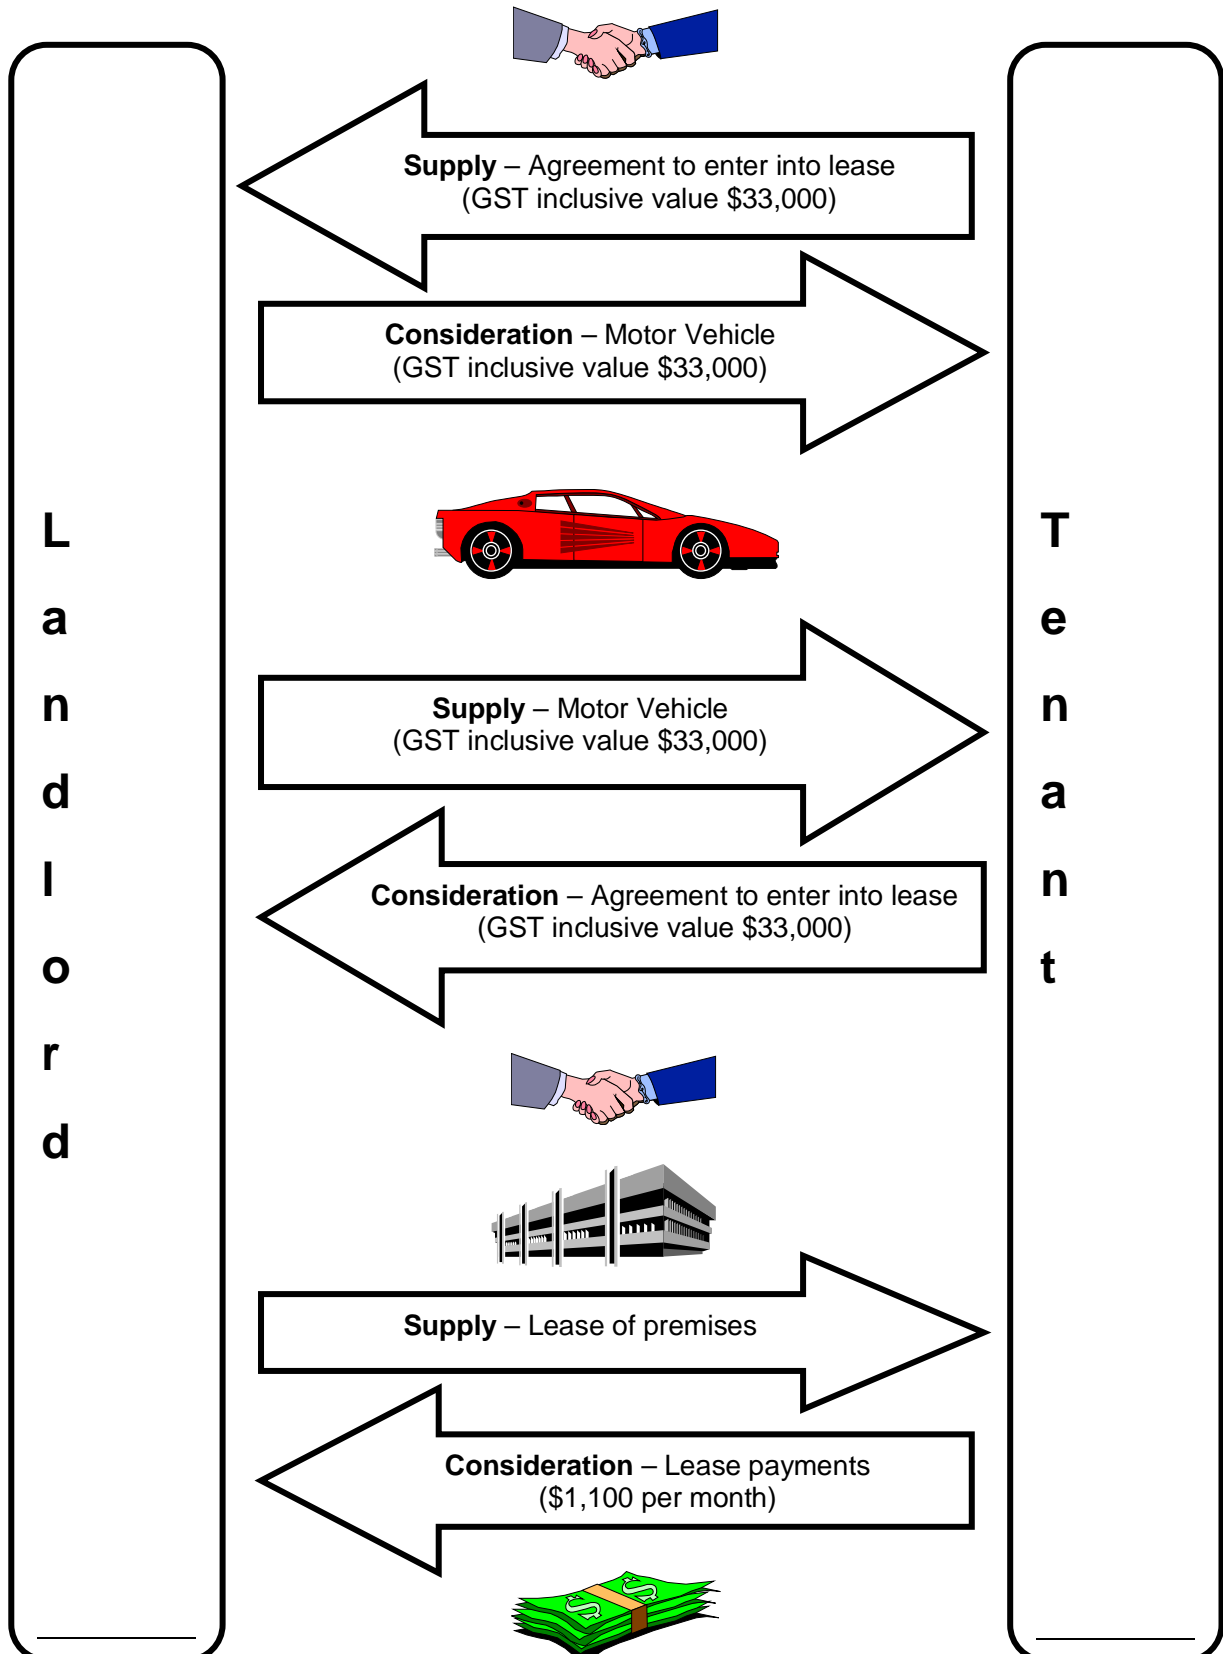 Supply – Agreement to enter into lease
(GST inclusive value $33,000)
Consideration – Motor Vehicle
(GST inclusive value $33,000)
Landlord
Tenant
Supply – Motor Vehicle
(GST inclusive value $33,000)
Consideration – Agreement to enter into lease
(GST inclusive value $33,000)
Supply – Lease of premises
Consideration – Lease payments
($1,100 per month)